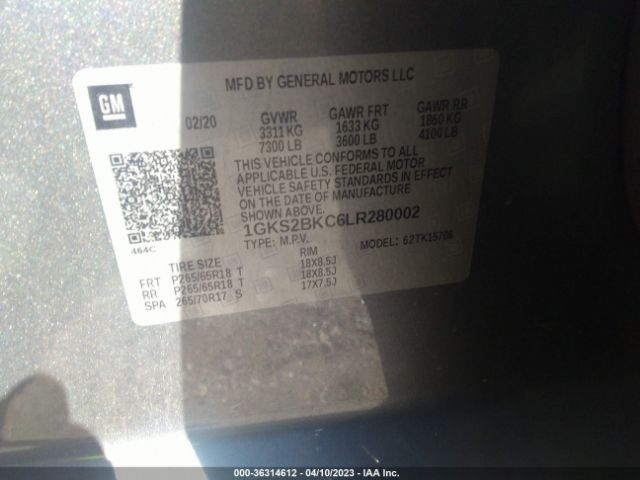 MFD BY GENERAL MOTORS LLC
GM
02/20 GVWR GAWR FRT GAWR RR
3311 KG 1633 KG 1860 KG
7300 LB 3600 LB 4100 LB
THIS VEHICLE CONFORMS TO ALL
APPLICABLE U.S. FEDERAL MOTOR
VEHICLE SAFETY STANDARDS IN EFFECT
ON THE DATE OF MANUFACTURE
SHOWN ABOVE.
1GKS2BKC6LR280002
TYPE: M.P.V. MODEL: 62TK15706
464C
TIRE SIZE RIM
FRT P265/65R18 T 18X8.5J
RR P265/65R18 T 18X8.5J
SPA 265/70R17 S 17X7.5J
000-36314612 - 04/10/2023 - IAA Inc.